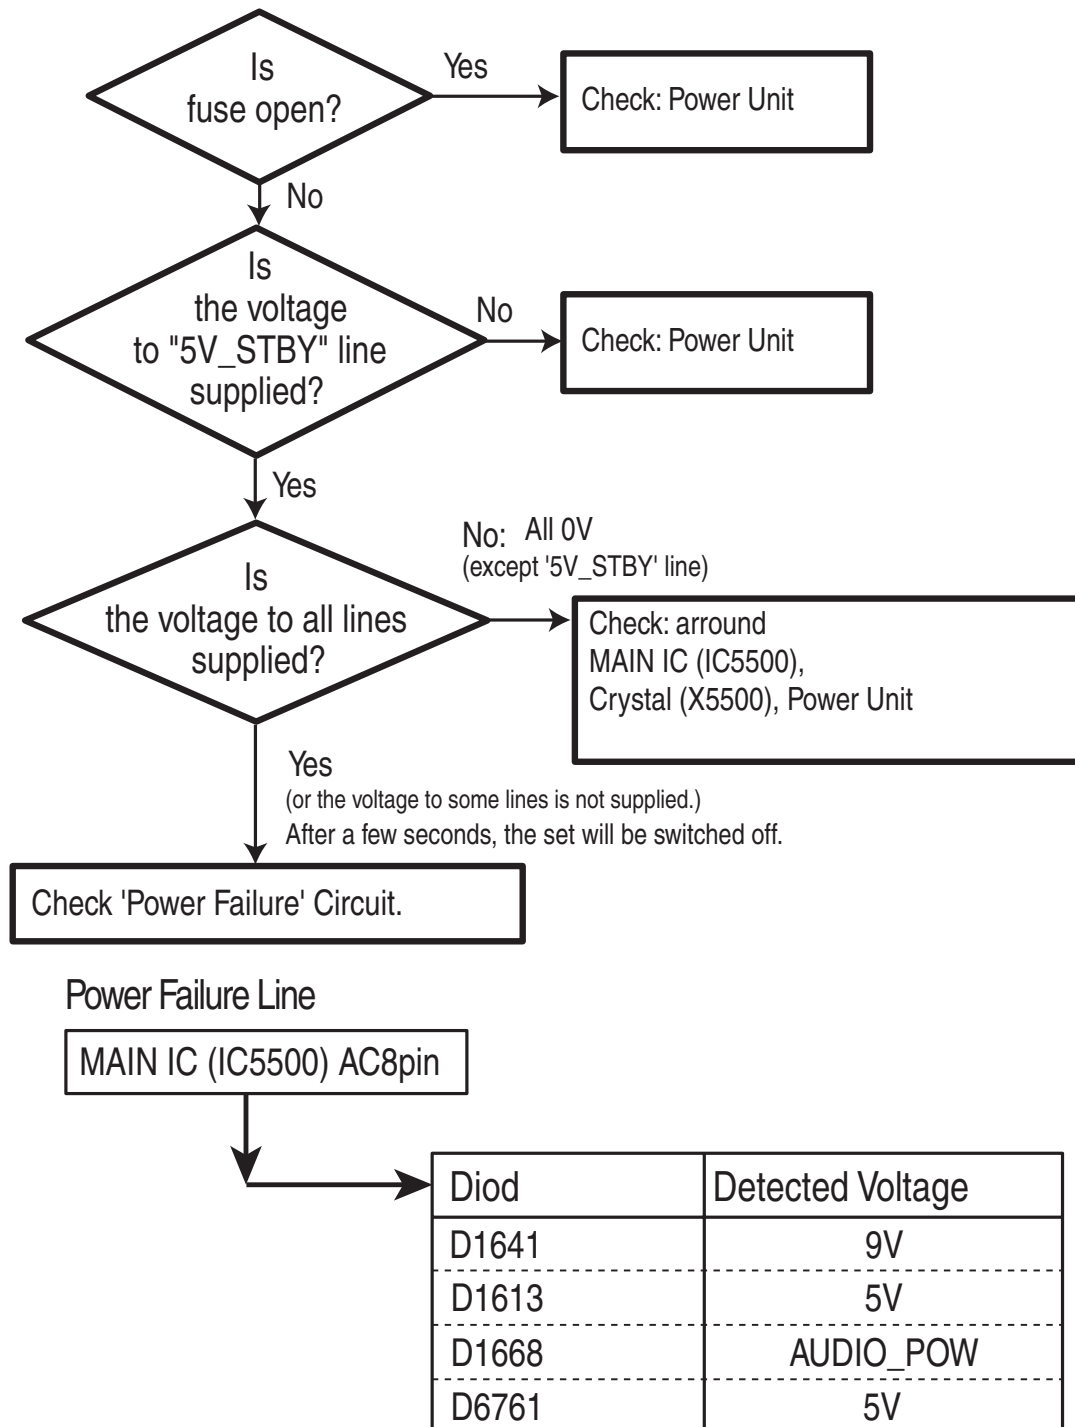 Is
fuse open?
Yes
Check: Power Unit
No
Is
the voltage
to "5V_STBY" line
supplied?
No
Check: Power Unit
Yes
Is
the voltage to all lines
supplied?
No: All 0V
(except '5V_STBY' line)
Check: arround
MAIN IC (IC5500),
Crystal (X5500), Power Unit
Yes
(or the voltage to some lines is not supplied.)
After a few seconds, the set will be switched off.
Check 'Power Failure' Circuit.
Power Failure Line
MAIN IC (IC5500) AC8pin
Diod Detected Voltage
D1641 9V
D1613 5V
D1668 AUDIO_POW
D6761 5V